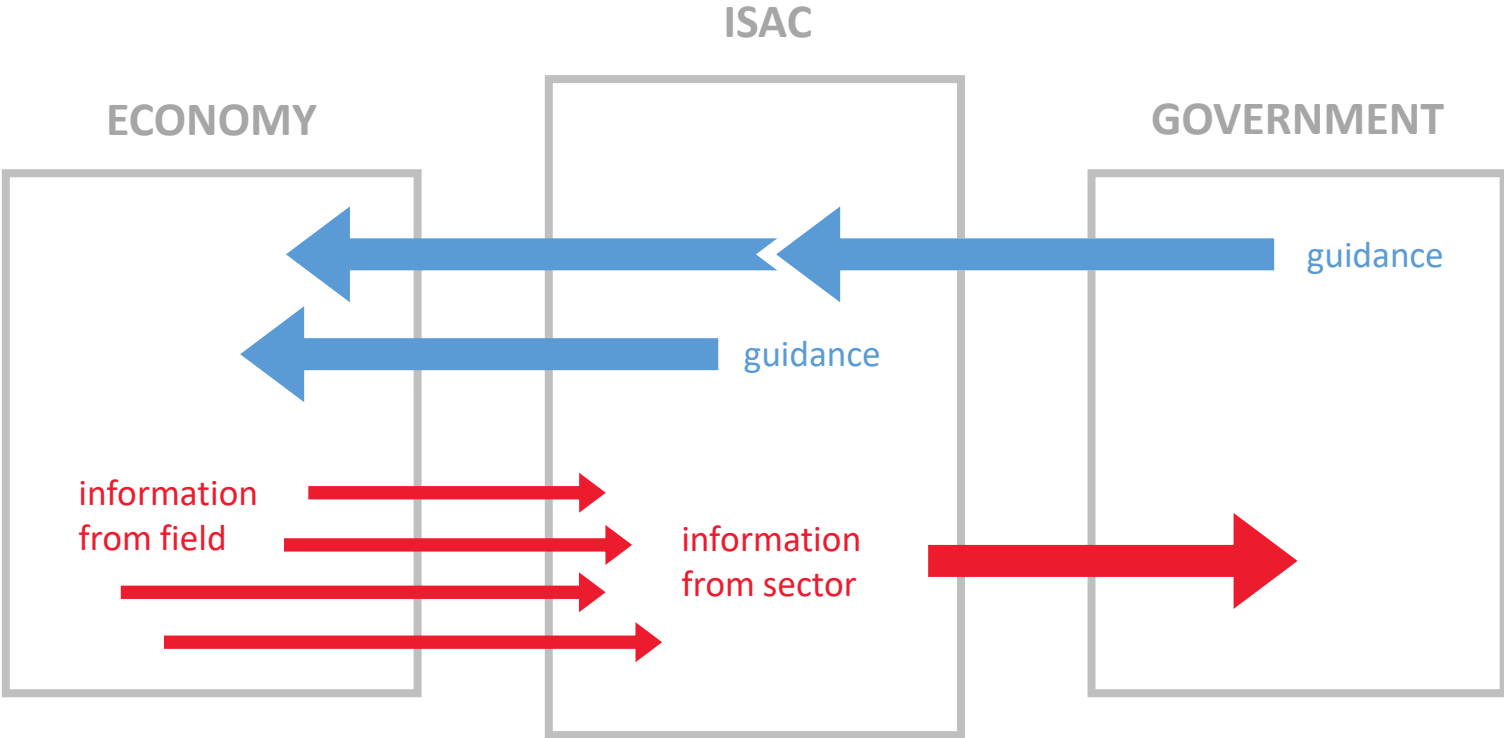 ISAC
ECONOMY
GOVERNMENT
guidance
guidance
information
from field
information
from sector